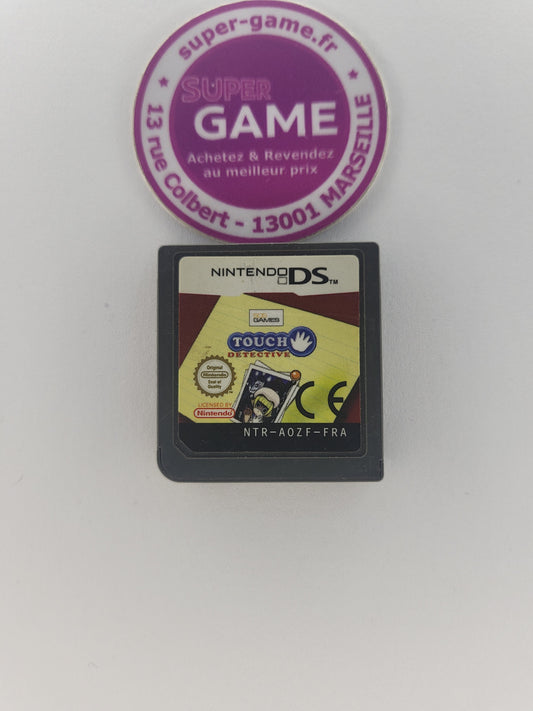 super-game.fr
SUPER
GAME
Achetez & Revendez
au meilleur prix
13 rue Colbert - 13001 MARSEILLE
NINTENDO DS TM
GAMES
TOUCH
DETECTIVE
Original
Nintendo
Seal of
Quality
LICENSED BY
Nintendo
CE
NTR-AOZF-FRA